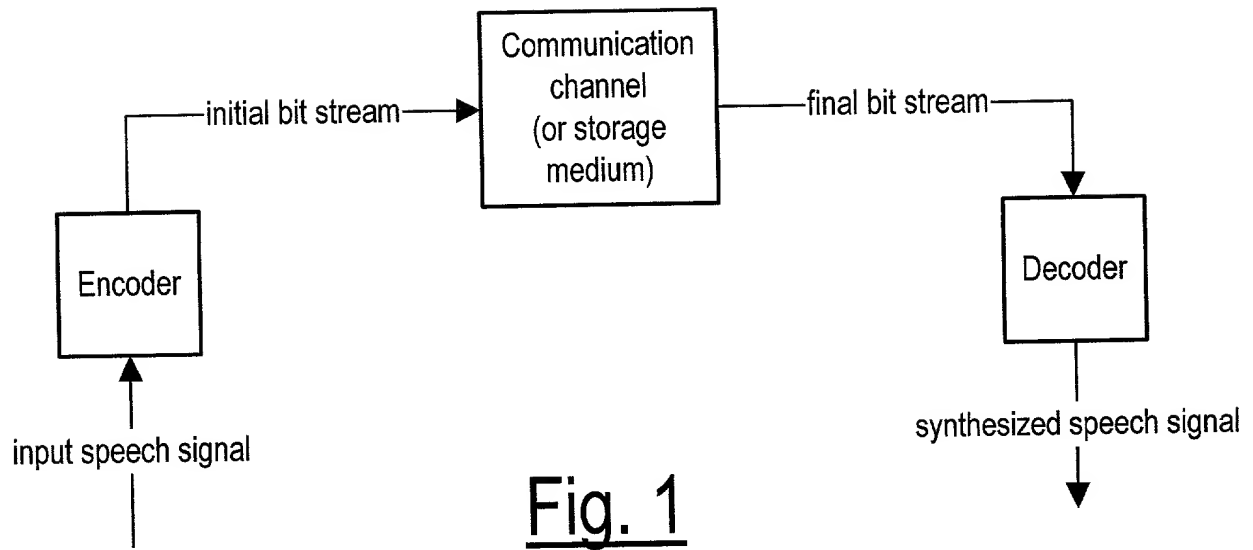 Communication
channel
(or storage
medium)
initial bit stream
final bit stream
Encoder
Decoder
input speech signal
synthesized speech signal
Fig. 1